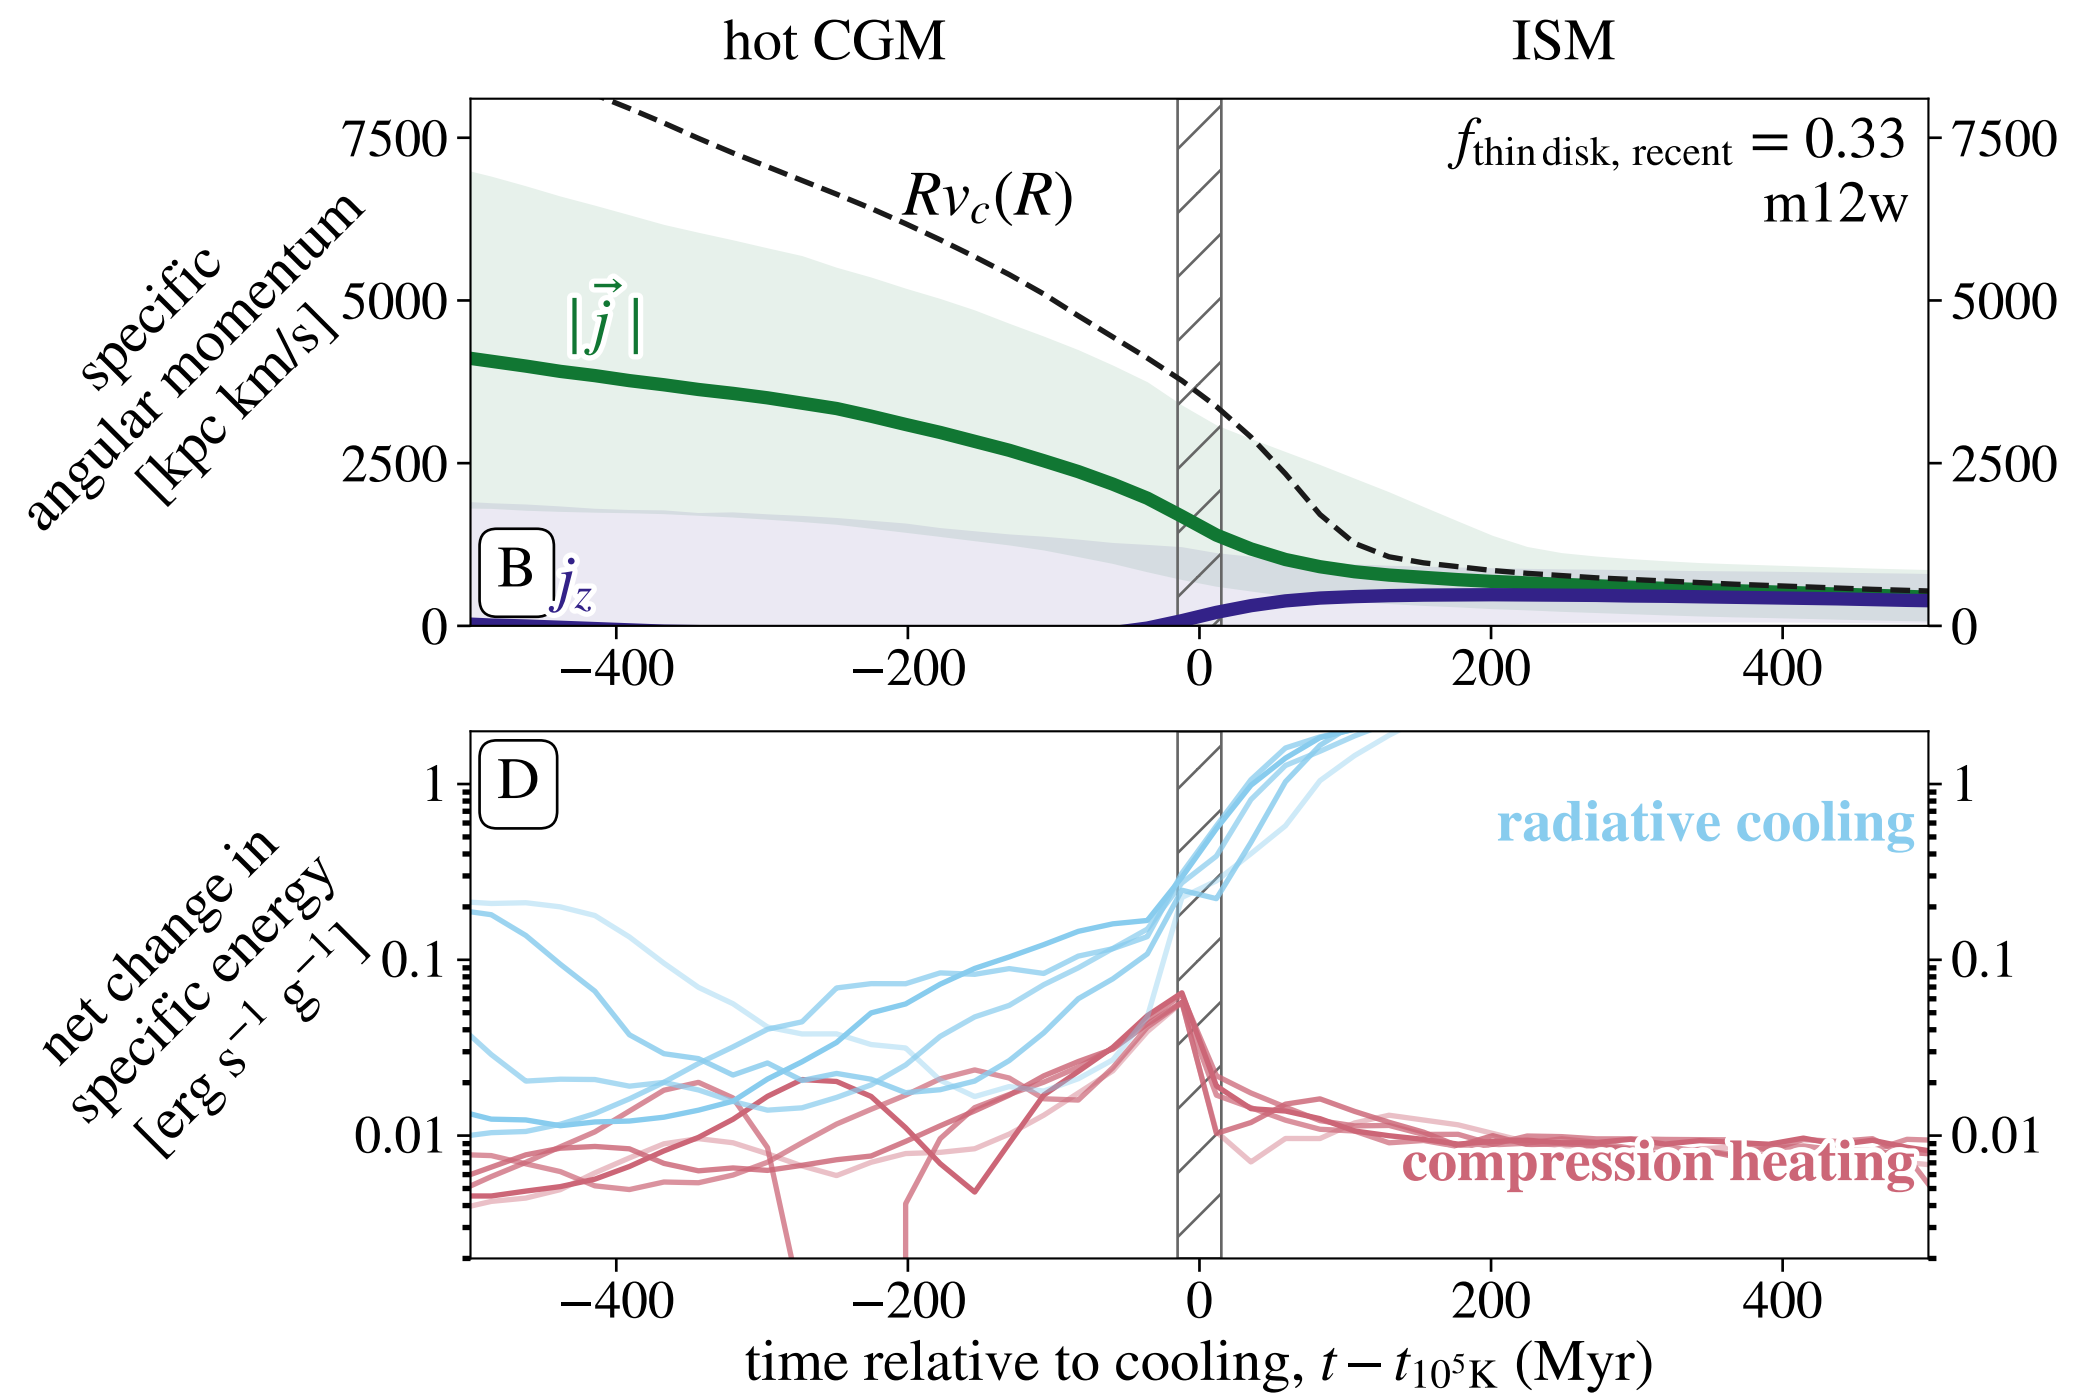 hot CGM
ISM
specific
angular momentum
[kpc km/s]
7500
5000
2500
0
7500
5000
2500
0
f_thin disk, recent = 0.33
m12w
Rv_c(R)
|j⃗|
B
j_z
−400
−200
0
200
400
net change in
specific energy
[erg s⁻¹ g⁻¹]
D
1
0.1
0.01
1
0.1
0.01
radiative cooling
compression heating
−400
−200
0
200
400
time relative to cooling, t − t_10⁵K (Myr)